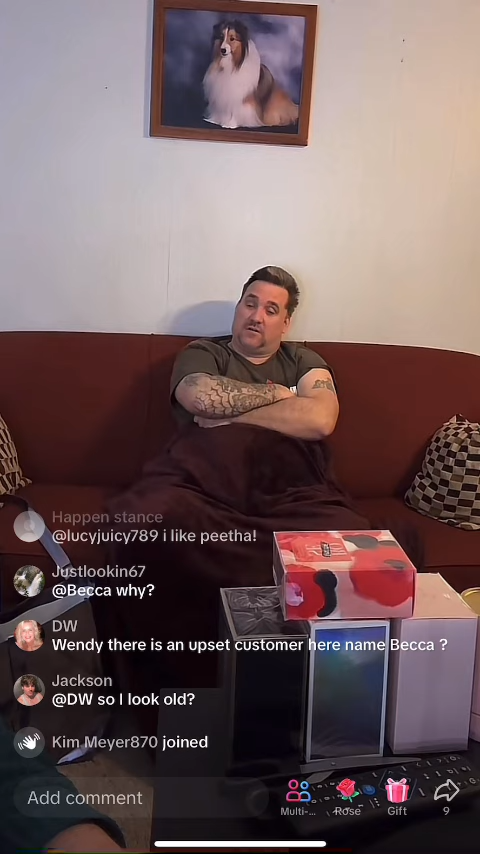 Happen stance
@lucyjuicy789 i like peetha!
Justlookin67
@Becca why?
DW
Wendy there is an upset customer here name Becca ?
Jackson
@DW so I look old?
Kim Meyer870 joined
Add comment
Multi-...
Rose
Gift
9